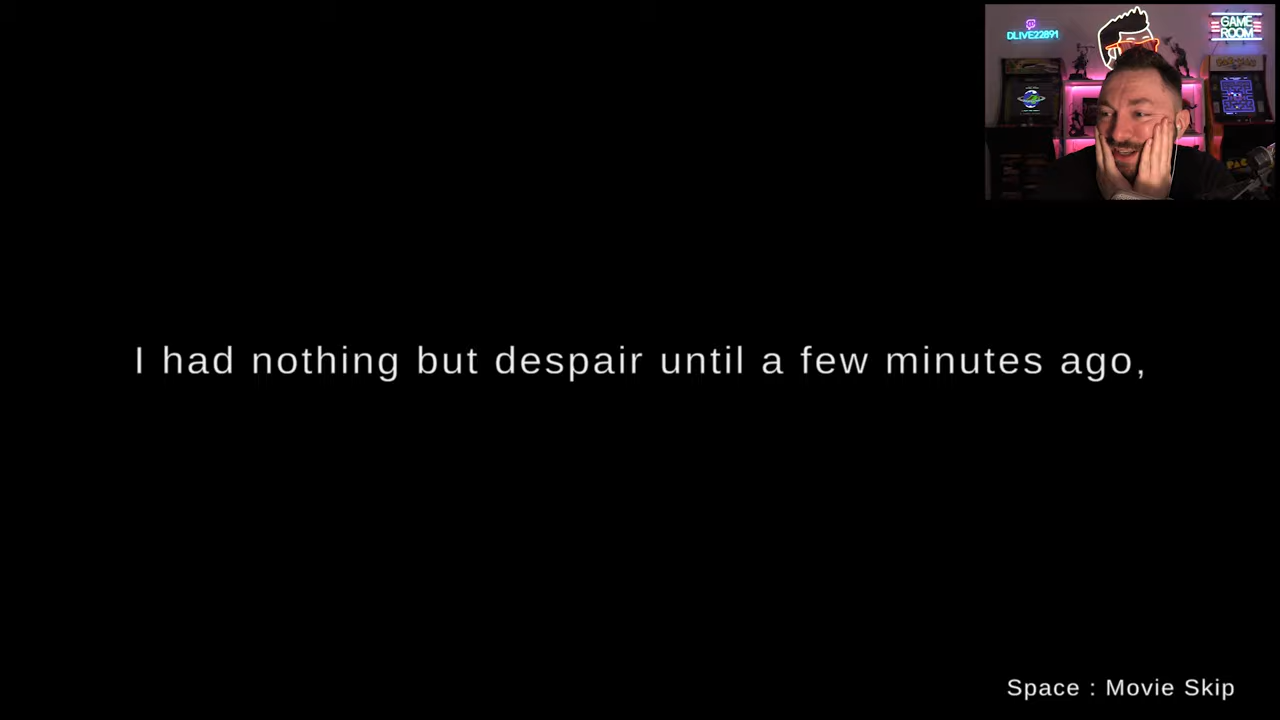 DLIVE22891
GAME
ROOM
I had nothing but despair until a few minutes ago,
Space : Movie Skip